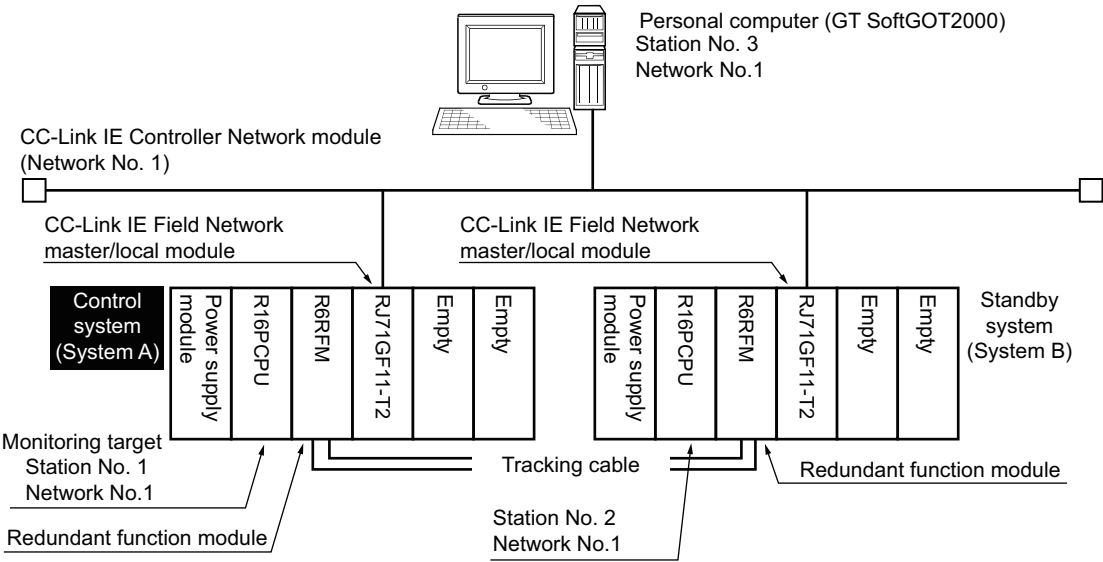 Personal computer (GT SoftGOT2000)
Station No. 3
Network No.1
CC-Link IE Controller Network module
(Network No. 1)
CC-Link IE Field Network
master/local module
CC-Link IE Field Network
master/local module
Control
system
(System A)
Power supply
module
R16PCPU
R6RFM
RJ71GF11-T2
Empty
Empty
Power supply
module
R16PCPU
R6RFM
RJ71GF11-T2
Empty
Empty
Standby
system
(System B)
Monitoring target
Station No. 1
Network No.1
Tracking cable
Redundant function module
Redundant function module
Station No. 2
Network No.1